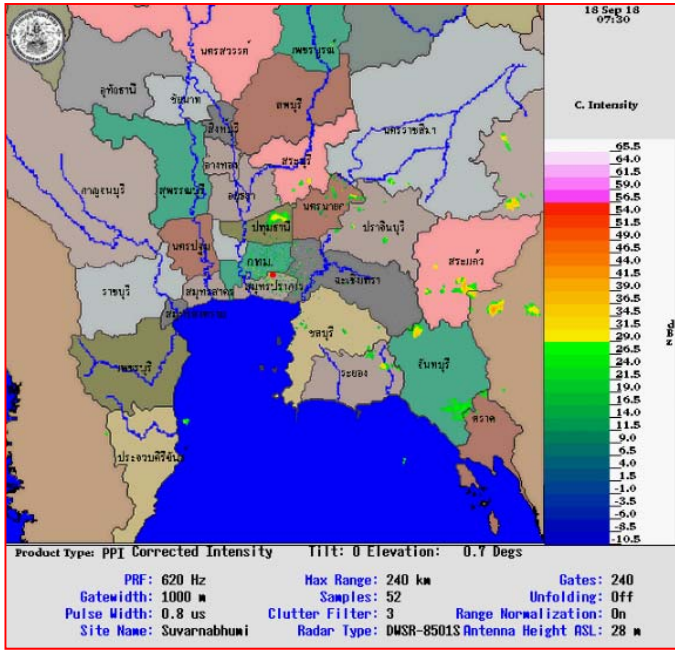 18 Sep 18
07:30
C. Intensity
65.5
64.0
61.5
59.0
56.5
54.0
51.5
49.0
46.5
44.0
41.5
39.0
36.5
34.0
31.5
29.0
26.5
24.0
21.5
19.0
16.5
14.0
11.5
9.0
6.5
4.0
1.5
-1.0
-3.5
-6.0
-8.5
-10.5
นครสวรรค์
เพชรบูรณ์
อุทัยธานี
ชัยนาท
ลพบุรี
สิงห์บุรี
นครราชสีมา
อ่างทอง
สระบุรี
กาญจนบุรี
สุพรรณบุรี
อยุธยา
นครนายก
ปทุมธานี
ปราจีนบุรี
นครปฐม
กทม.
สระแก้ว
ราชบุรี
สมุทรสาคร
สมุทรปราการ
ฉะเชิงเทรา
ชลบุรี
เพชรบุรี
ระยอง
จันทบุรี
ตราด
ประจวบคีรีขันธ์
Product Type: PPI Corrected Intensity Tilt: 0 Elevation: 0.7 Degs
PRF: 620 Hz Max Range: 240 km Gates: 240
Gatewidth: 1000 m Samples: 52 Unfolding: Off
Pulse Width: 0.8 us Clutter Filter: 3 Range Normalization: On
Site Name: Suvarnabhumi Radar Type: DWSR-8501S Antenna Height ASL: 28 m